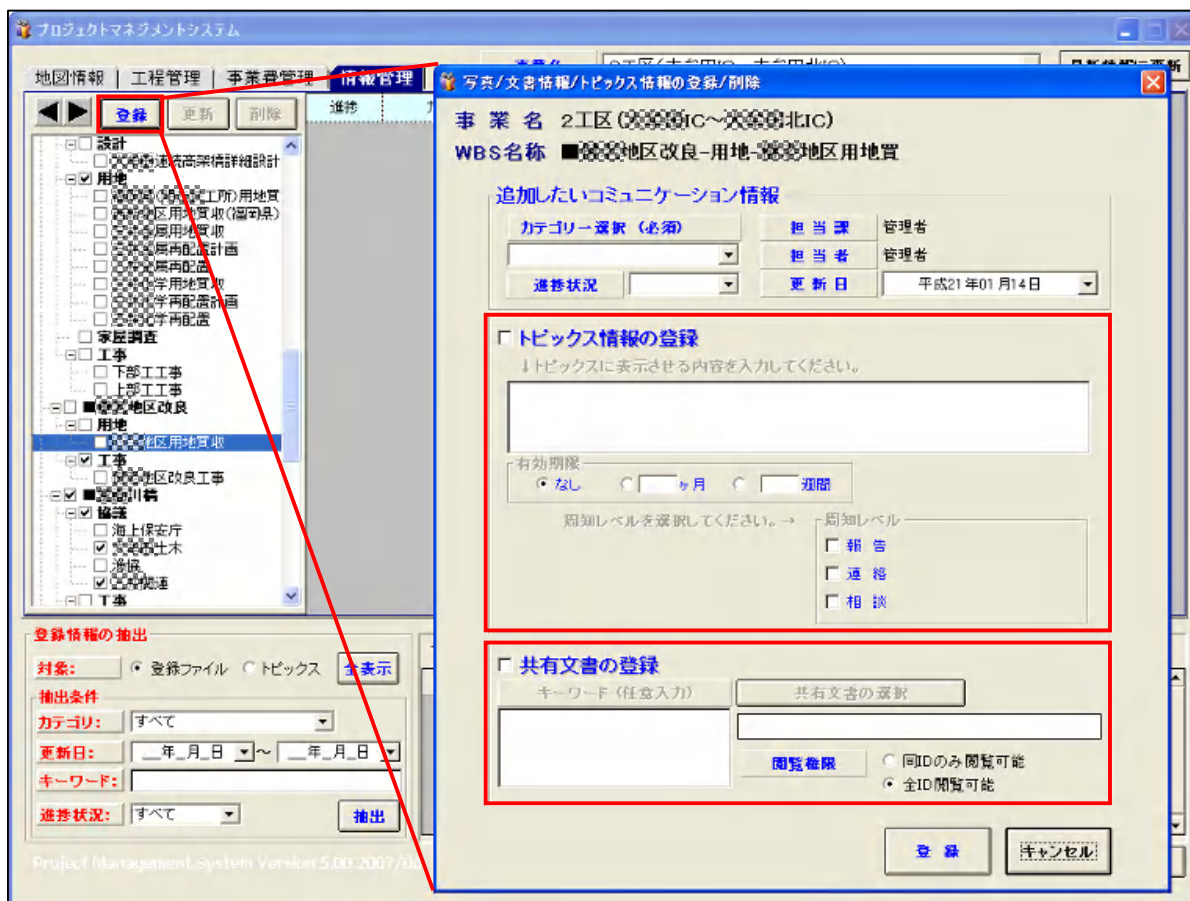 プロジェクトマネジメントシステム
地図情報 工程管理 事業費管理 情報管理
登録 更新 削除
進捗
設計
連続高架橋詳細設計
用地
工所)用地買
区用地買収(福岡県)
局用地買収
局再配置計画
局再配置
学用地買収
学再配置計画
学再配置
家屋調査
工事
下部工工事
上部工工事
■地区改良
用地
地区用地買収
工事
地区改良工事
■川橋
協議
海上保安庁
土木
漁協
関連
工事
登録情報の抽出
対象: 登録ファイル トピックス 全表示
抽出条件
カテゴリ: すべて
更新日: __年_月_日 ~ __年_月_日
キーワード:
進捗状況: すべて 抽出
Project Management System Version 5.00 2007/
写真/文書情報/トピックス情報の登録/削除
事業名 2工区(IC~北IC)
WBS名称 ■地区改良-用地-地区用地買
追加したいコミュニケーション情報
カテゴリー選択 (必須) 担当課 管理者
担当者 管理者
進捗状況 更新日 平成21年01月14日
トピックス情報の登録
↓トピックスに表示させる内容を入力してください。
有効期限
なし ヶ月 週間
周知レベルを選択してください。→ 周知レベル
報告
連絡
相談
共有文書の登録
キーワード (任意入力) 共有文書の選択
閲覧権限 同IDのみ閲覧可能
全ID閲覧可能
登録 キャンセル